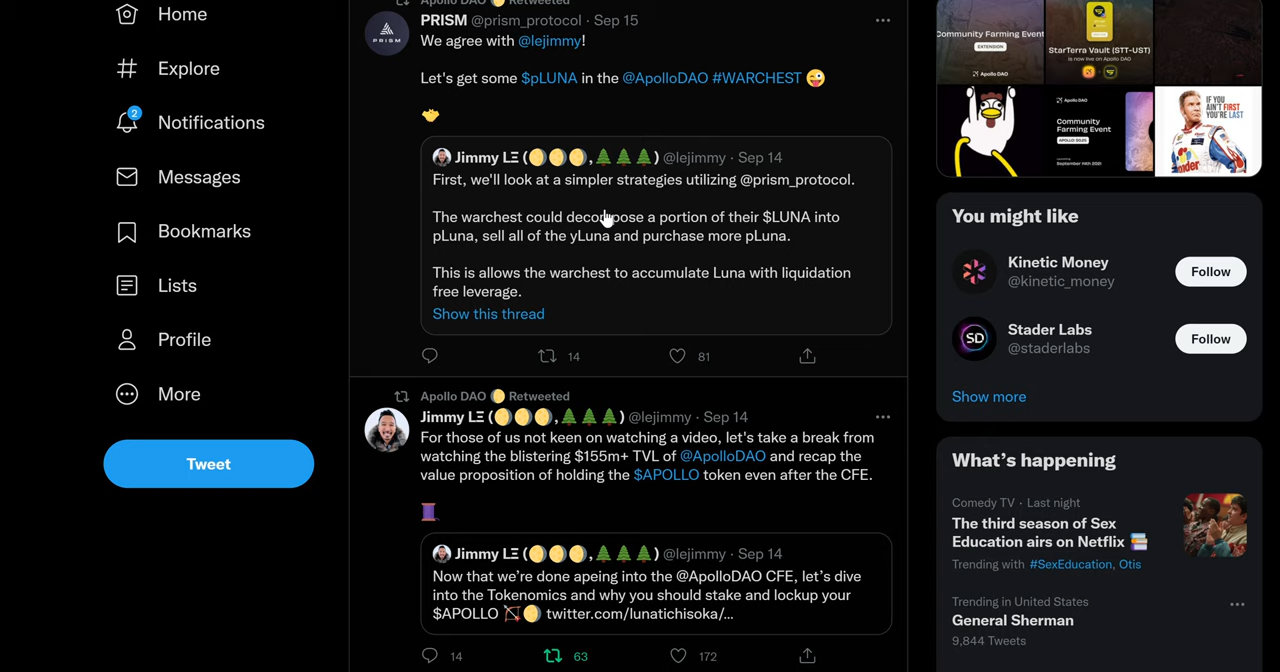 Home
Explore
2
Notifications
Messages
Bookmarks
Lists
Profile
More
Tweet
Apollo DAO 🌖 Retweeted
PRISM @prism_protocol · Sep 15
PRISM
We agree with @lejimmy!
Let's get some $pLUNA in the @ApolloDAO #WARCHEST 😜
🤝
Jimmy LΞ (🌖🌖🌖,🌲🌲🌲) @lejimmy · Sep 14
First, we'll look at a simpler strategies utilizing @prism_protocol.
The warchest could decompose a portion of their $LUNA into
pLuna, sell all of the yLuna and purchase more pLuna.
This is allows the warchest to accumulate Luna with liquidation
free leverage.
Show this thread
14
81
Apollo DAO 🌖 Retweeted
Jimmy LΞ (🌖🌖🌖,🌲🌲🌲) @lejimmy · Sep 14
For those of us not keen on watching a video, let's take a break from
watching the blistering $155m+ TVL of @ApolloDAO and recap the
value proposition of holding the $APOLLO token even after the CFE.
🧵
Jimmy LΞ (🌖🌖🌖,🌲🌲🌲) @lejimmy · Sep 14
Now that we're done apeing into the @ApolloDAO CFE, let's dive
into the Tokenomics and why you should stake and lockup your
$APOLLO 🏹🌖 twitter.com/lunatichisoka/...
14
63
172
Community Farming Event
EXTENSION
Apollo DAO
StarTerra Vault (STT-UST)
is now live on Apollo DAO
Apollo DAO
Community
Farming Event
APOLLO DAO
September 14th 2021
IF YOU
AIN'T FIRST
YOU'RE LAST
You might like
Kinetic Money
@kinetic_money
Follow
SD
Stader Labs
@staderlabs
Follow
Show more
What's happening
Comedy TV · Last night
The third season of Sex
Education airs on Netflix 📚
Trending with #SexEducation, Otis
Trending in United States
General Sherman
9,844 Tweets